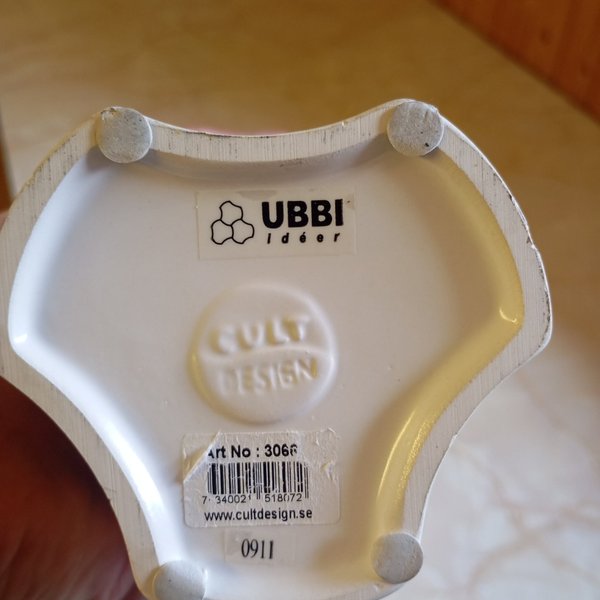 UBBI
idéer
CULT
DESIGN
Art No : 3066
7 340021 518072
www.cultdesign.se
0911